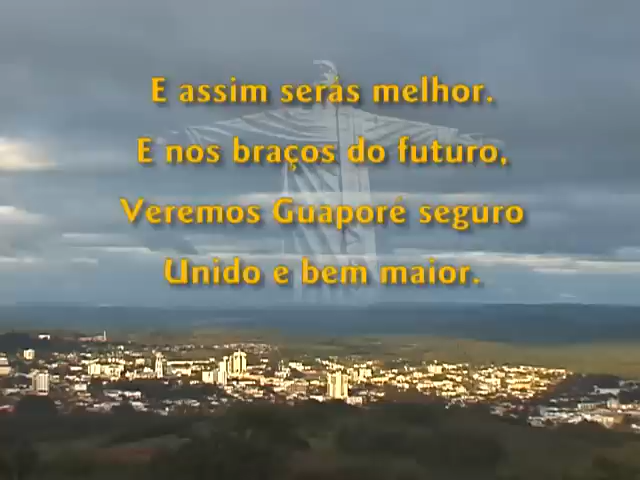 E assim serás melhor.
E nos braços do futuro,
Veremos Guaporé seguro
Unido e bem maior.